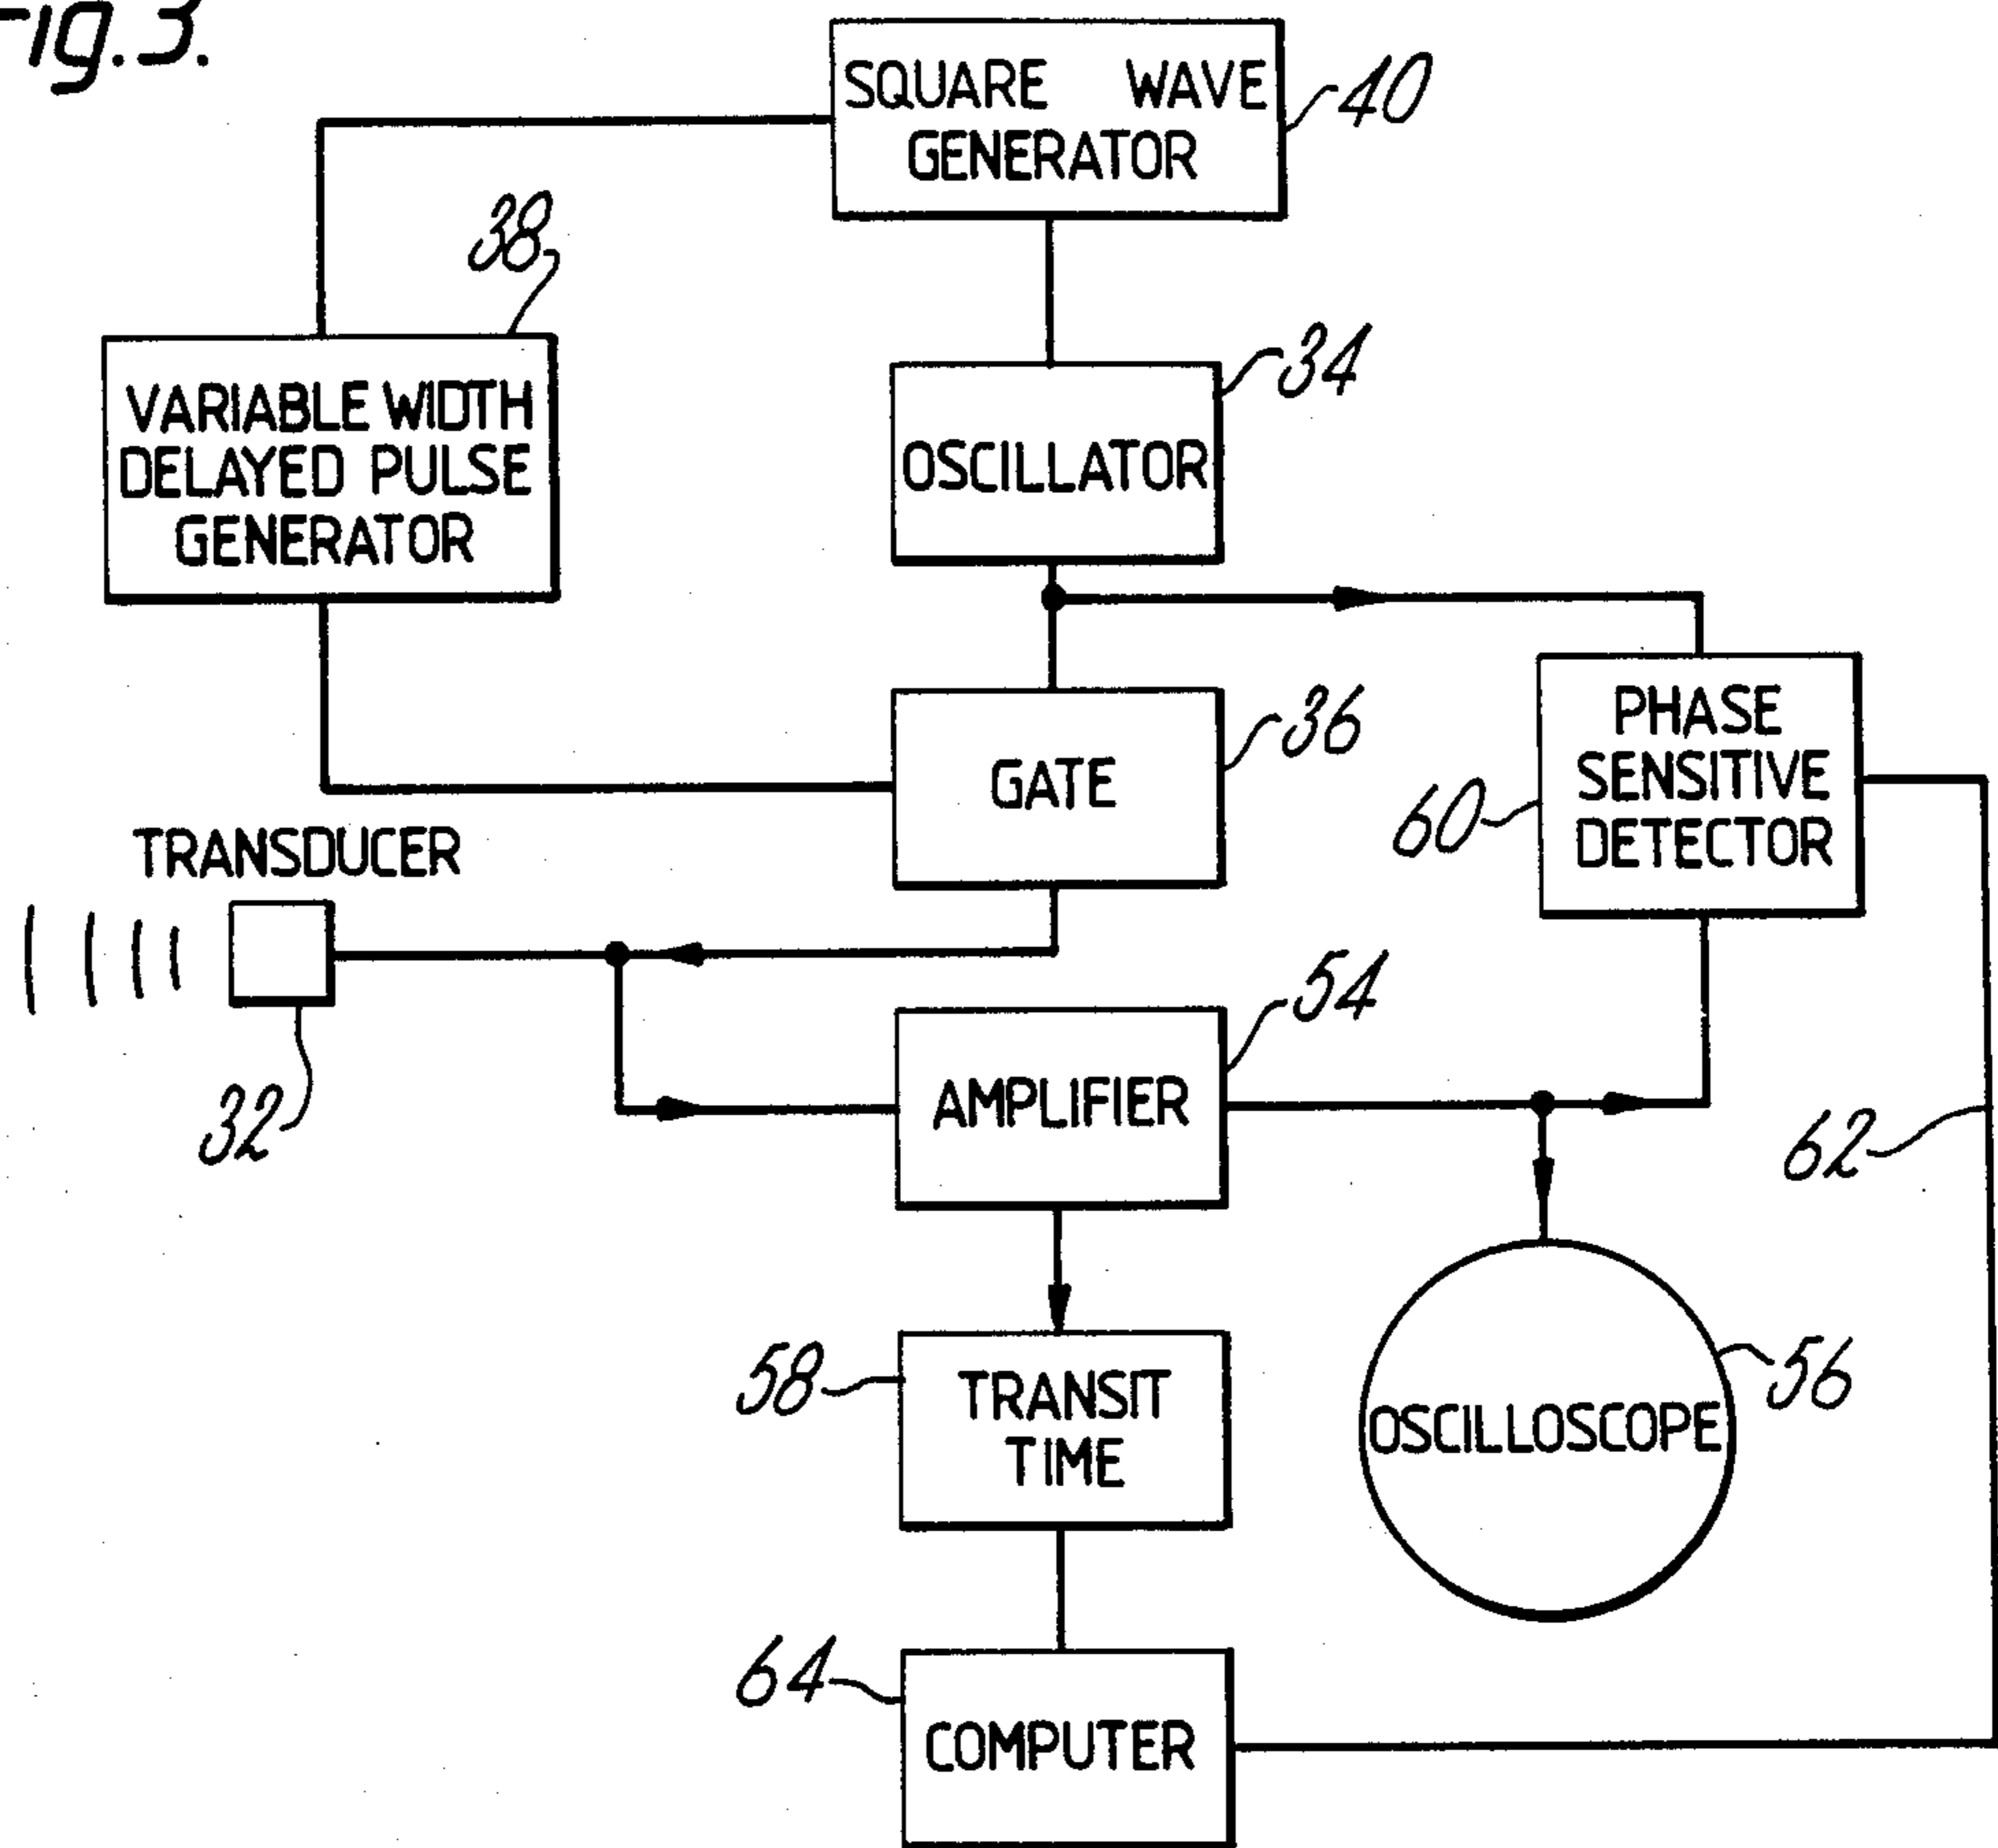 Fig.3.
SQUARE WAVE
GENERATOR
40
38
VARIABLE WIDTH
DELAYED PULSE
GENERATOR
34
OSCILLATOR
36
GATE
PHASE
SENSITIVE
DETECTOR
60
TRANSDUCER
32
54
AMPLIFIER
62
58
TRANSIT
TIME
56
OSCILLOSCOPE
64
COMPUTER